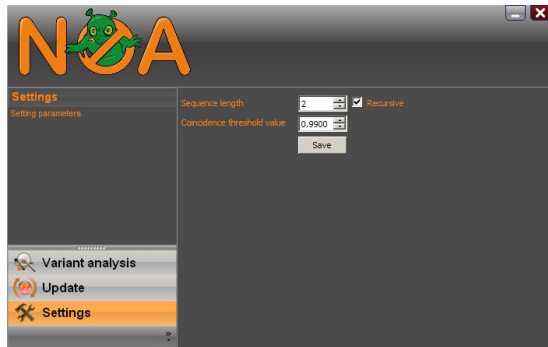 NOA
Settings
Setting parameters.
Sequence length
2
Recursive
Coincidence threshold value
0.9900
Save
Variant analysis
Update
Settings
»